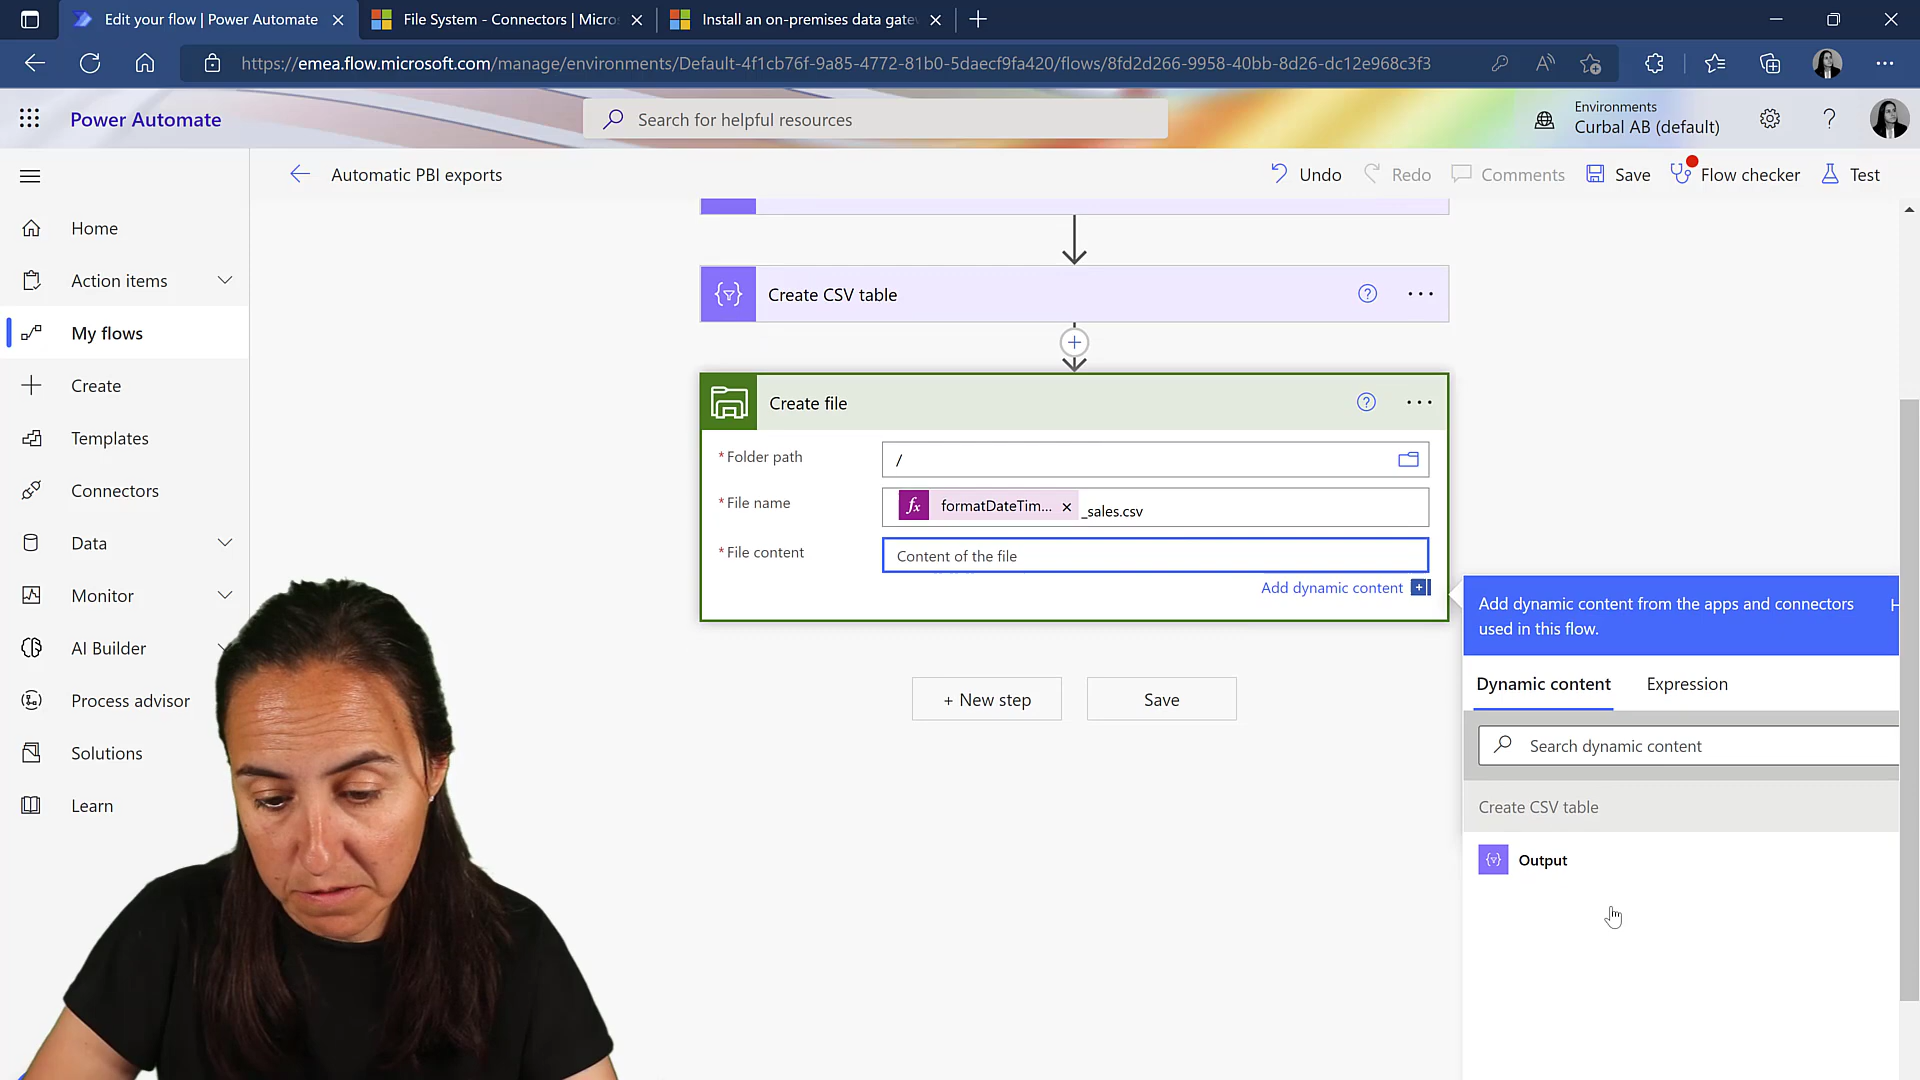 Edit your flow | Power Automate
File System - Connectors | Micro
Install an on-premises data gatew
https://emea.flow.microsoft.com/manage/environments/Default-4f1cb76f-9a85-4772-81b0-5daecf9fa420/flows/8fd2d266-9958-40bb-8d26-dc12e968c3f3
Power Automate
Search for helpful resources
Environments
Curbal AB (default)
Automatic PBI exports
Undo
Redo
Comments
Save
Flow checker
Test
Home
Action items
My flows
Create
Templates
Connectors
Data
Monitor
AI Builder
Process advisor
Solutions
Learn
Create CSV table
Create file
* Folder path
/
* File name
fx formatDateTim... _sales.csv
* File content
Content of the file
Add dynamic content
+ New step
Save
Add dynamic content from the apps and connectors
used in this flow.
H
Dynamic content
Expression
Search dynamic content
Create CSV table
Output